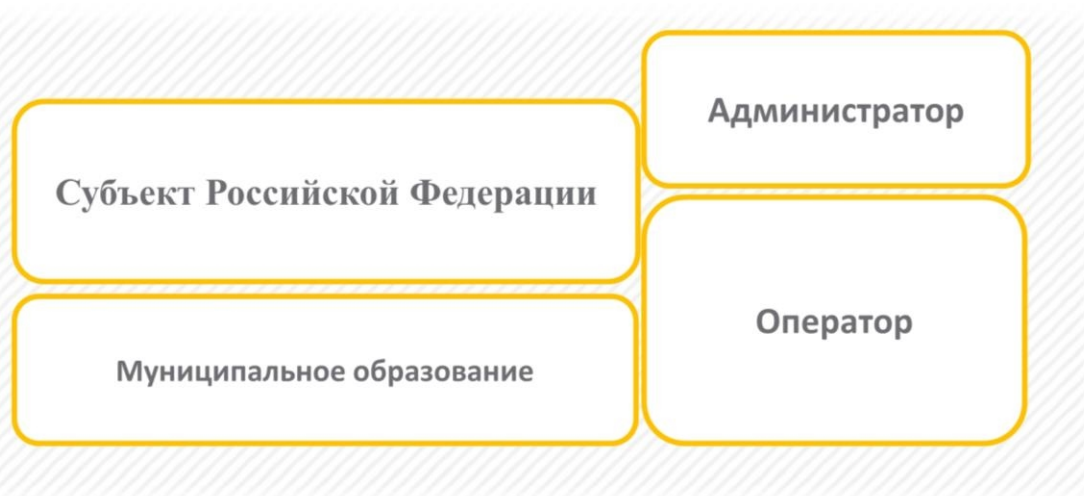 Администратор
Субъект Российской Федерации
Оператор
Муниципальное образование